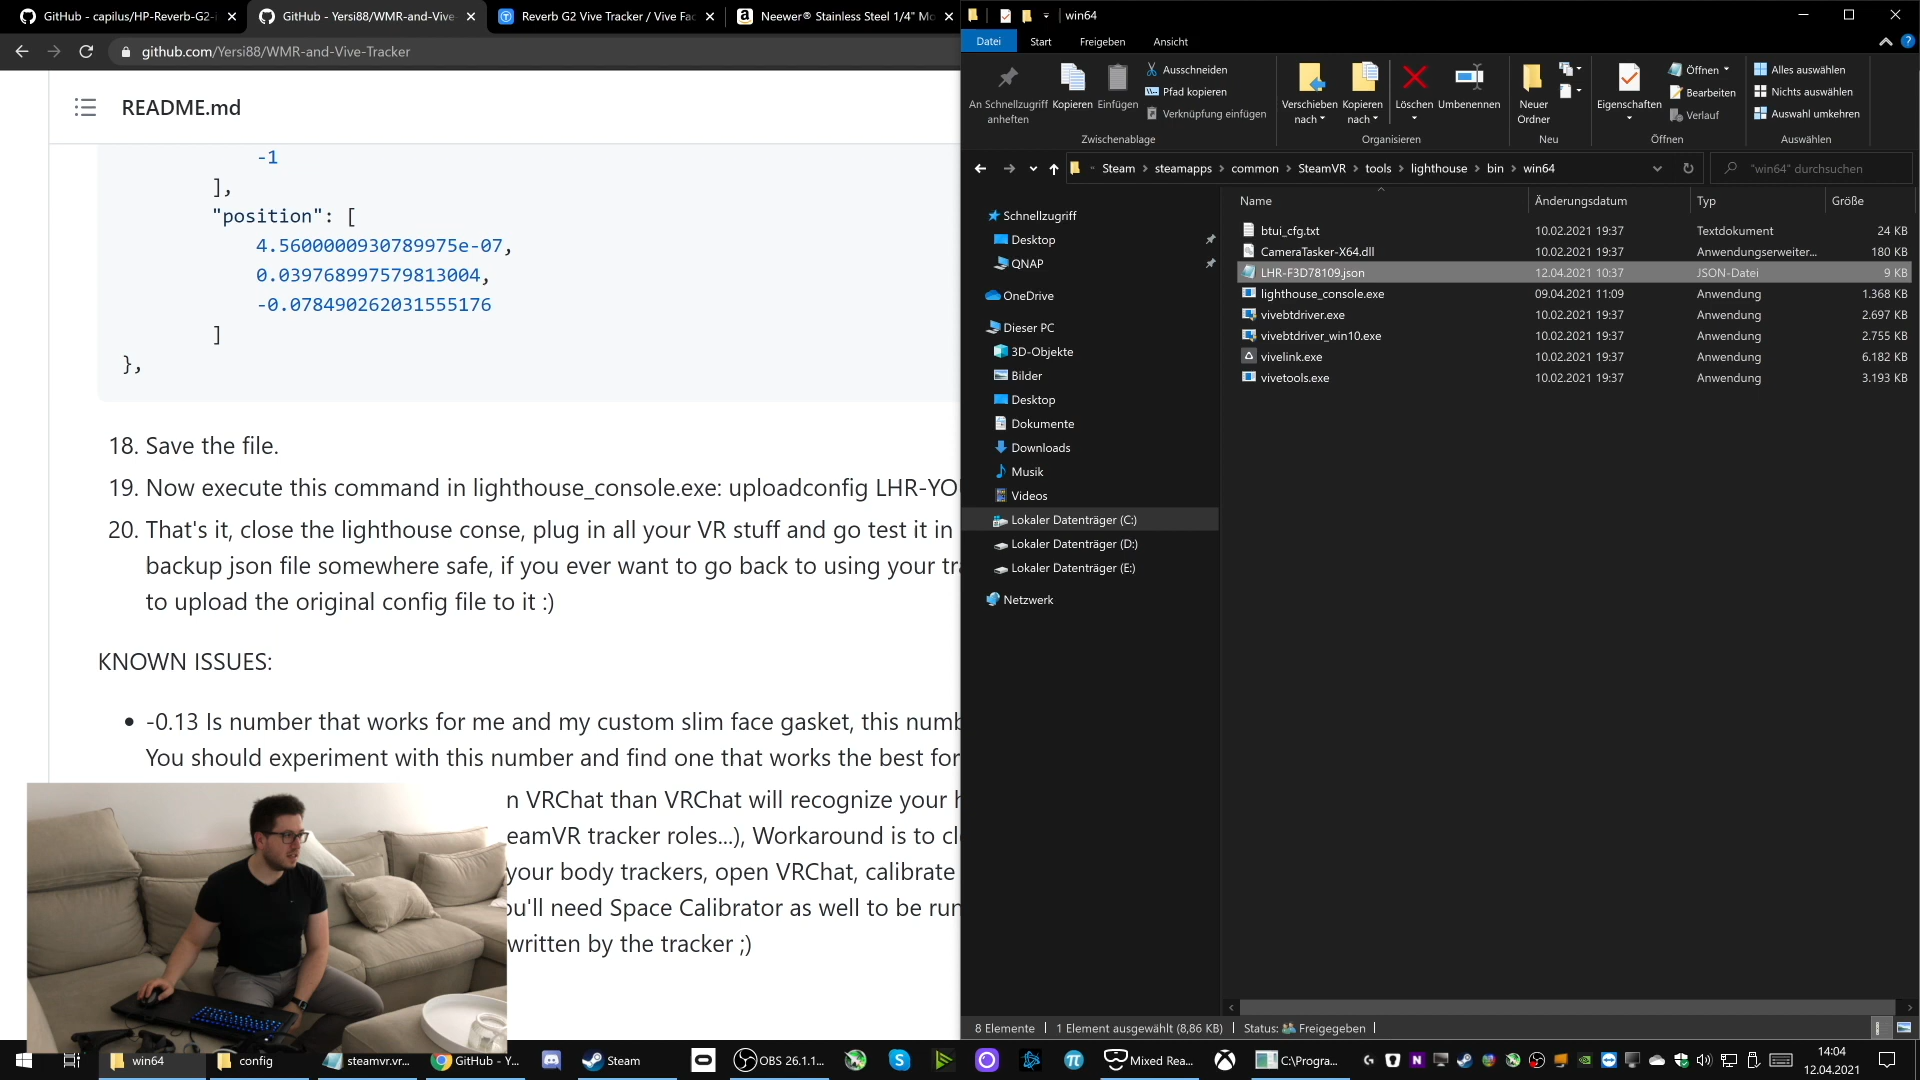 GitHub - capilus/HP-Reverb-G2-
GitHub - Yersi88/WMR-and-Vive-
Reverb G2 Vive Tracker / Vive Fac
Neewer® Stainless Steel 1/4" Mo
github.com/Yersi88/WMR-and-Vive-Tracker
README.md
-1
],
"position": [
4.5600000930789975e-07,
0.039768997579813004,
-0.078490262031555176
]
},
18. Save the file.
19. Now execute this command in lighthouse_console.exe: uploadconfig LHR-YOU
20. That's it, close the lighthouse conse, plug in all your VR stuff and go test it in
backup json file somewhere safe, if you ever want to go back to using your tra
to upload the original config file to it :)
KNOWN ISSUES:
-0.13 Is number that works for me and my custom slim face gasket, this numb
You should experiment with this number and find one that works the best for
n VRChat than VRChat will recognize your h
eamVR tracker roles...), Workaround is to cl
your body trackers, open VRChat, calibrate
ou'll need Space Calibrator as well to be run
written by the tracker ;)
win64
Datei
Start
Freigeben
Ansicht
An Schnellzugriff
anheften
Kopieren
Einfügen
Ausschneiden
Pfad kopieren
Verknüpfung einfügen
Zwischenablage
Verschieben
nach
Kopieren
nach
Löschen
Umbenennen
Organisieren
Neuer
Ordner
Neu
Eigenschaften
Öffnen
Bearbeiten
Verlauf
Öffnen
Alles auswählen
Nichts auswählen
Auswahl umkehren
Auswählen
Steam > steamapps > common > SteamVR > tools > lighthouse > bin > win64
"win64" durchsuchen
Schnellzugriff
Desktop
QNAP
OneDrive
Dieser PC
3D-Objekte
Bilder
Desktop
Dokumente
Downloads
Musik
Videos
Lokaler Datenträger (C:)
Lokaler Datenträger (D:)
Lokaler Datenträger (E:)
Netzwerk
Name Änderungsdatum Typ Größe
btui_cfg.txt 10.02.2021 19:37 Textdokument 24 KB
CameraTasker-X64.dll 10.02.2021 19:37 Anwendungserweiter... 180 KB
LHR-F3D78109.json 12.04.2021 10:37 JSON-Datei 9 KB
lighthouse_console.exe 09.04.2021 11:09 Anwendung 1.368 KB
vivebtdriver.exe 10.02.2021 19:37 Anwendung 2.697 KB
vivebtdriver_win10.exe 10.02.2021 19:37 Anwendung 2.755 KB
vivelink.exe 10.02.2021 19:37 Anwendung 6.182 KB
vivetools.exe 10.02.2021 19:37 Anwendung 3.193 KB
8 Elemente
1 Element ausgewählt (8,86 KB)
Status: Freigegeben
win64
config
steamvr.vr...
GitHub - Y...
Steam
OBS 26.1.1...
Mixed Rea...
C:\Progra...
14:04
12.04.2021